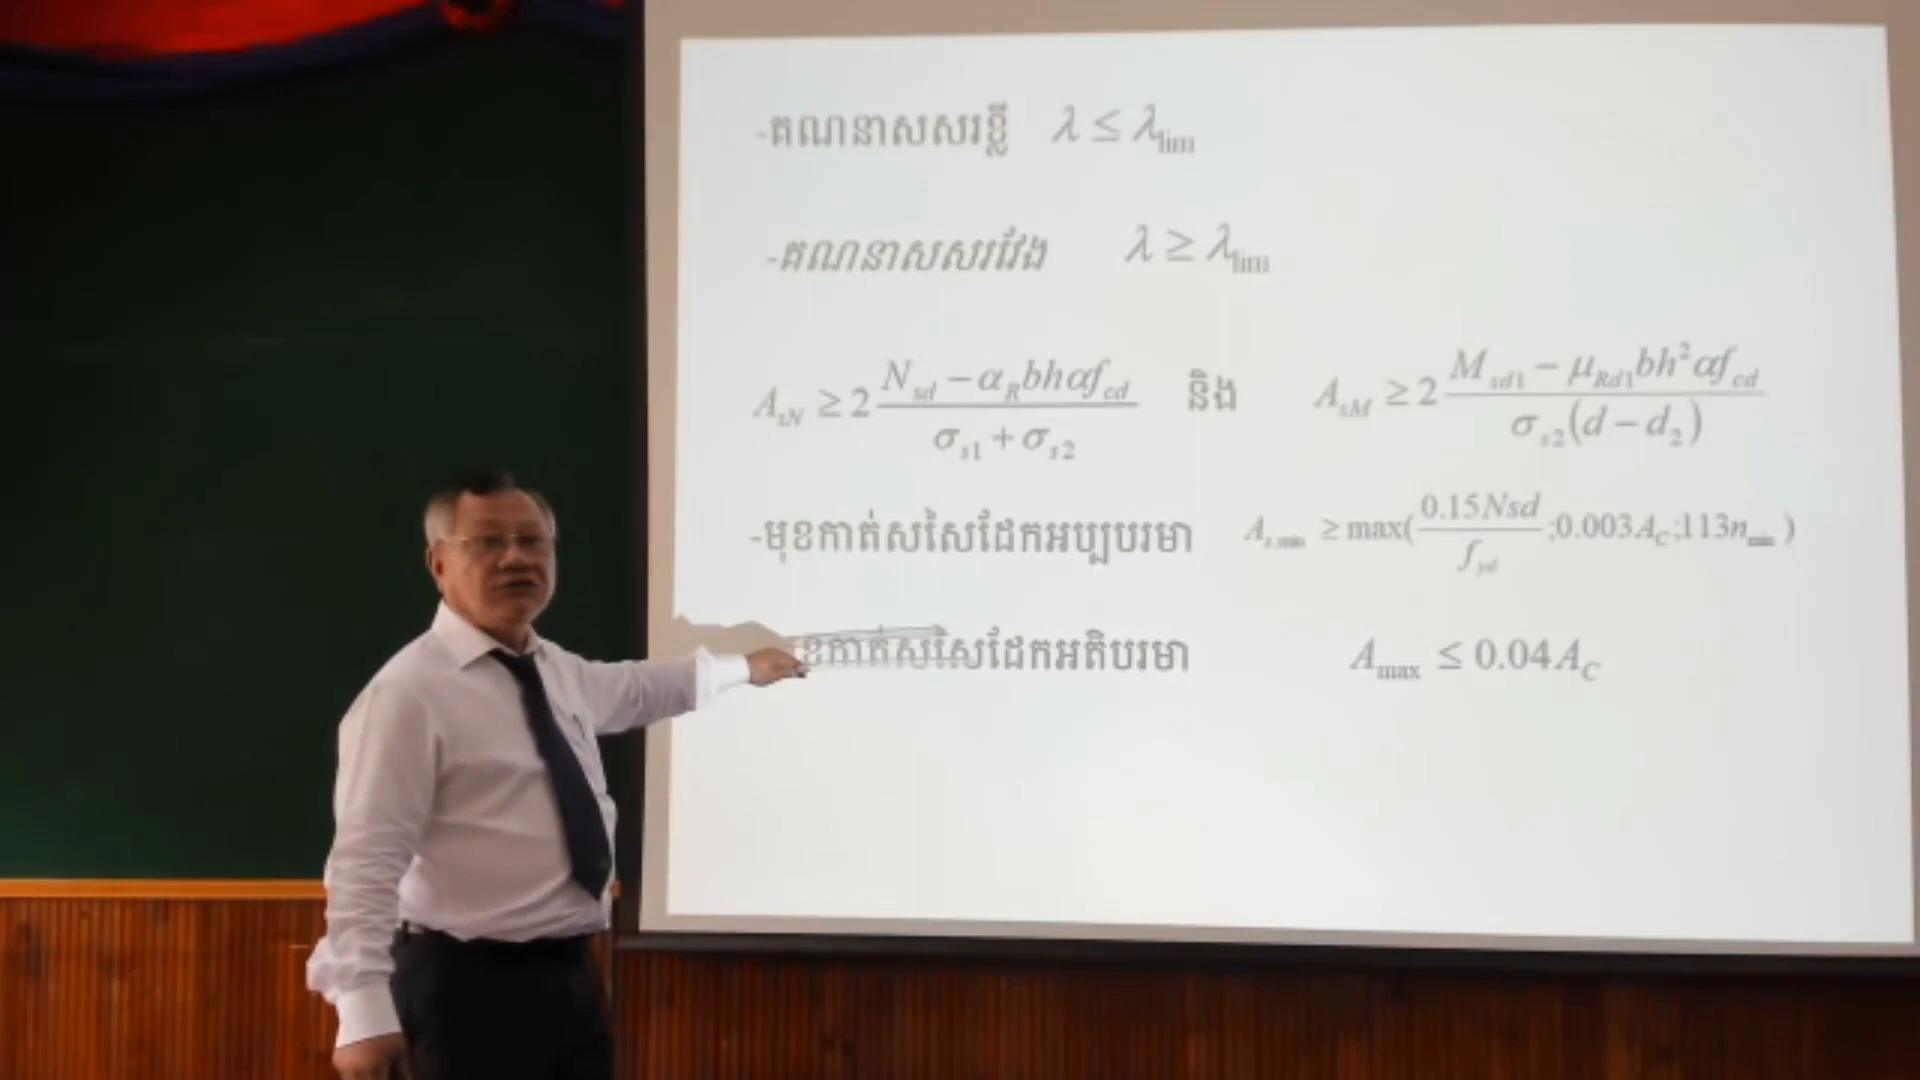 -គណនាសសរខ្លី λ ≤ λlim
-គណនាសសរវែង λ ≥ λlim
AsN ≥ 2 (Nsd − αR bhαfcd) / (σs1 + σs2) និង AsM ≥ 2 (Msd1 − μRd1 bh²αfcd) / (σs2(d − d2))
-មុខកាត់សសៃដែកអប្បបរមា As,min ≥ max(0.15Nsd / fyd ;0.003AC;113nmin)
ខកាត់សសៃដែកអតិបរមា Amax ≤ 0.04AC